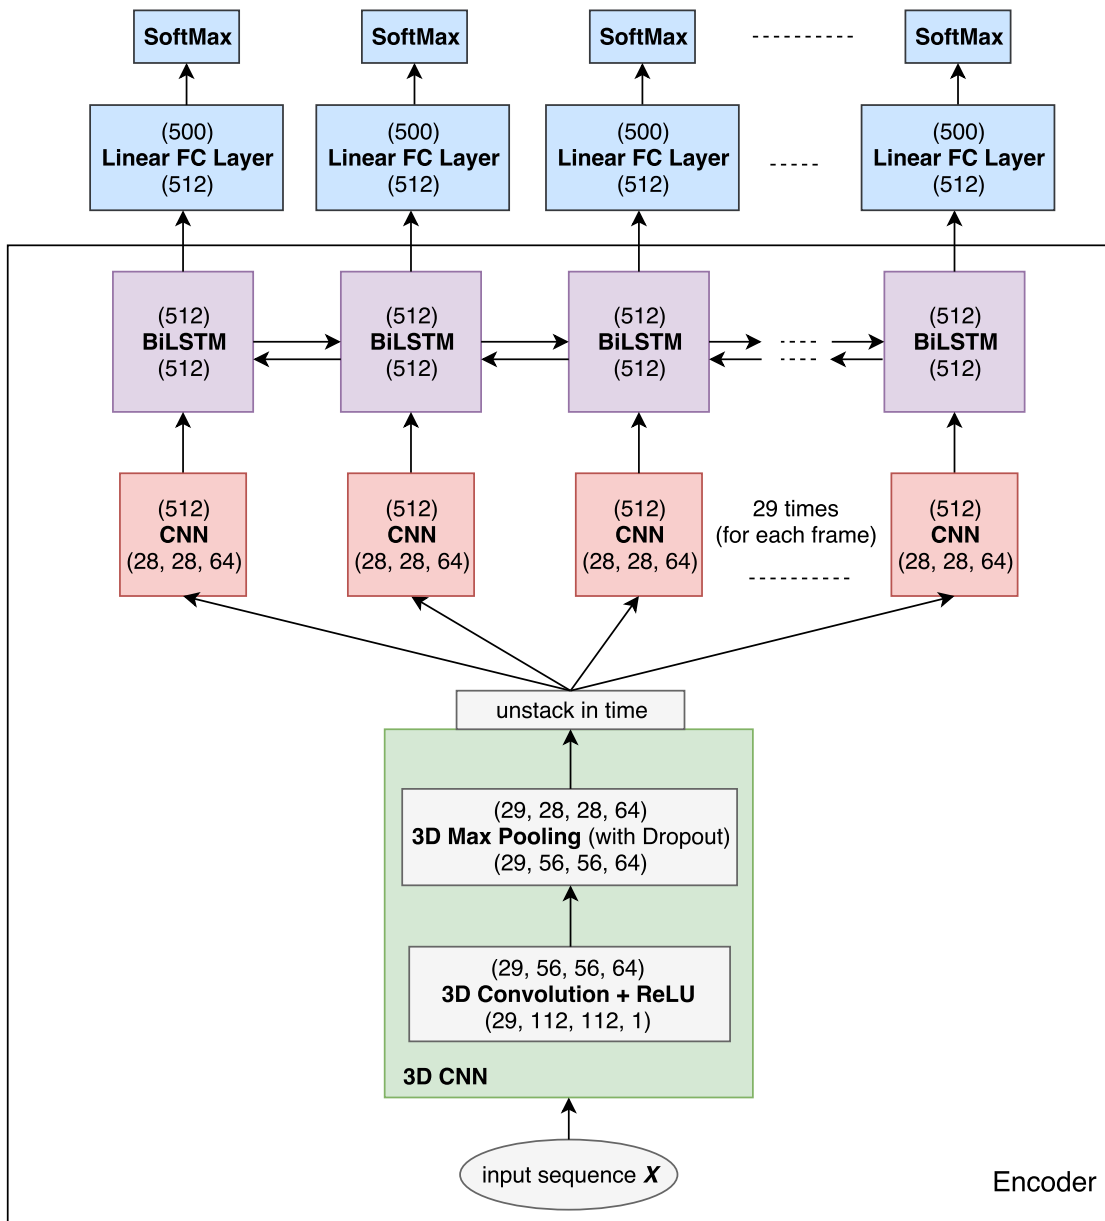 SoftMax SoftMax SoftMax SoftMax
(500) (500) (500) (500)
Linear FC Layer Linear FC Layer Linear FC Layer Linear FC Layer
(512) (512) (512) (512)
(512) (512) (512) (512)
BiLSTM BiLSTM BiLSTM BiLSTM
(512) (512) (512) (512)
(512) (512) (512) 29 times (512)
CNN CNN CNN (for each frame) CNN
(28, 28, 64) (28, 28, 64) (28, 28, 64) (28, 28, 64)
unstack in time
(29, 28, 28, 64)
3D Max Pooling (with Dropout)
(29, 56, 56, 64)
(29, 56, 56, 64)
3D Convolution + ReLU
(29, 112, 112, 1)
3D CNN
input sequence X
Encoder